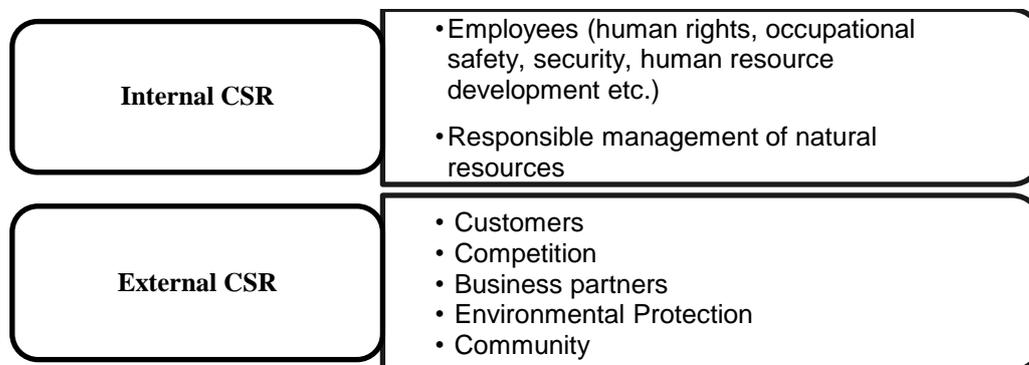 Internal CSR
•Employees (human rights, occupational
safety, security, human resource
development etc.)
•Responsible management of natural
resources
External CSR
• Customers
• Competition
• Business partners
• Environmental Protection
• Community